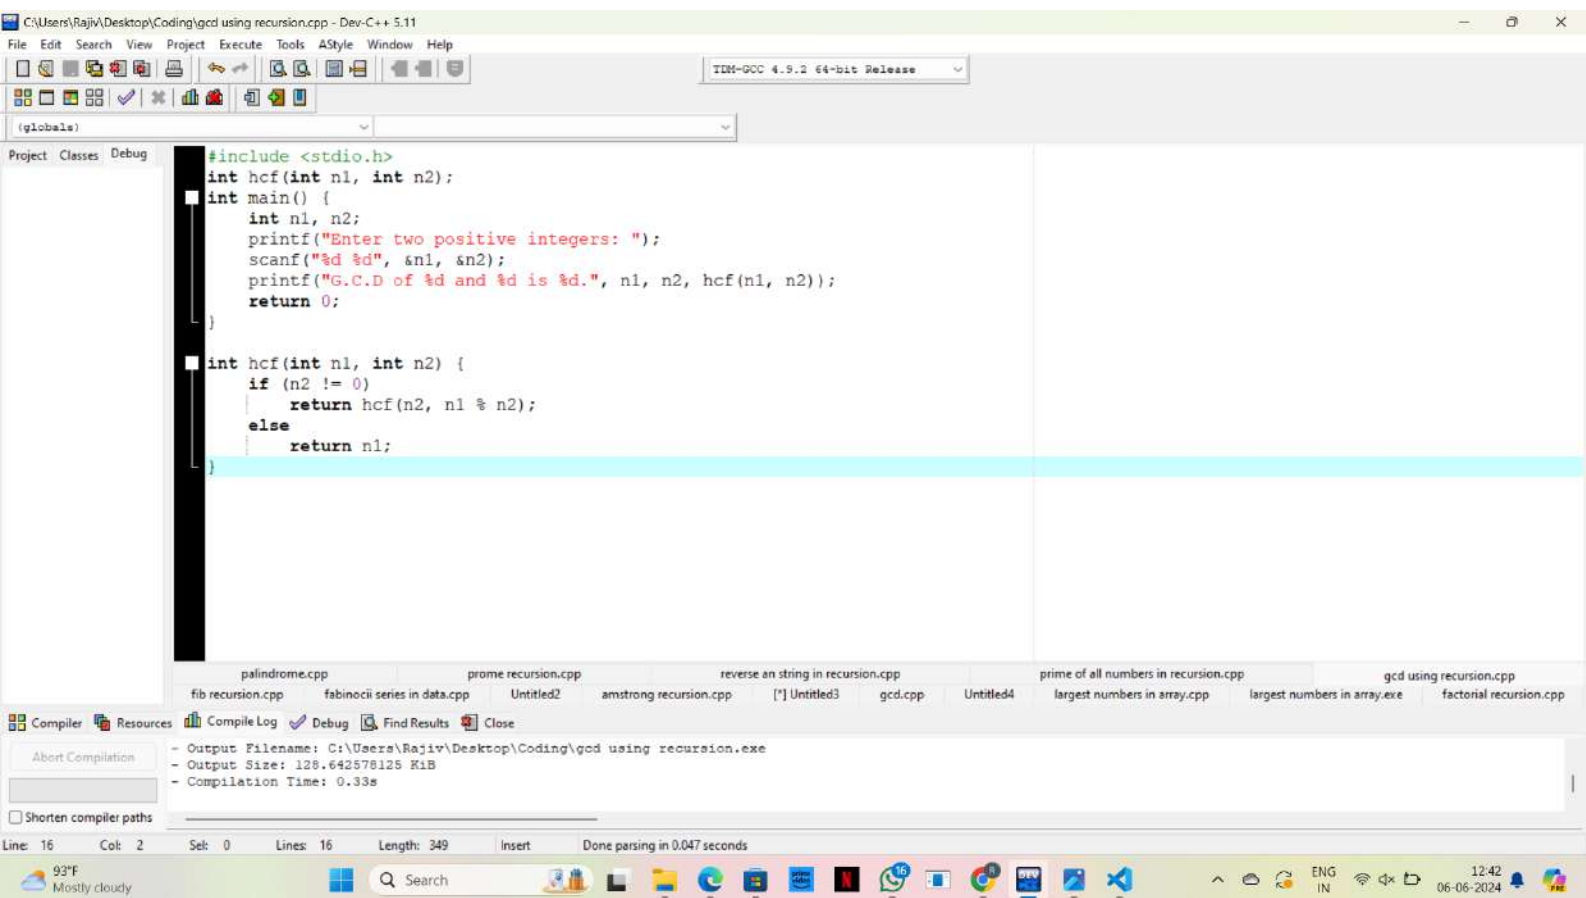 C:\Users\Rajiv\Desktop\Coding\gcd using recursion.cpp - Dev-C++ 5.11
File Edit Search View Project Execute Tools AStyle Window Help
TDM-GCC 4.9.2 64-bit Release
(globals)
Project Classes Debug
#include <stdio.h>
int hcf(int n1, int n2);
int main() {
    int n1, n2;
    printf("Enter two positive integers: ");
    scanf("%d %d", &n1, &n2);
    printf("G.C.D of %d and %d is %d.", n1, n2, hcf(n1, n2));
    return 0;
}
int hcf(int n1, int n2) {
    if (n2 != 0)
        return hcf(n2, n1 % n2);
    else
        return n1;
}
palindrome.cpp prome recursion.cpp reverse an string in recursion.cpp prime of all numbers in recursion.cpp gcd using recursion.cpp
fib recursion.cpp fabinocii series in data.cpp Untitled2 amstrong recursion.cpp [*] Untitled3 gcd.cpp Untitled4 largest numbers in array.cpp largest numbers in array.exe factorial recursion.cpp
Compiler Resources Compile Log Debug Find Results Close
Abort Compilation
- Output Filename: C:\Users\Rajiv\Desktop\Coding\gcd using recursion.exe
- Output Size: 128.642578125 KiB
- Compilation Time: 0.33s
Shorten compiler paths
Line: 16 Col: 2 Sel: 0 Lines: 16 Length: 349 Insert Done parsing in 0.047 seconds
93°F
Mostly cloudy
Search
16
ENG
IN
12:42
06-06-2024